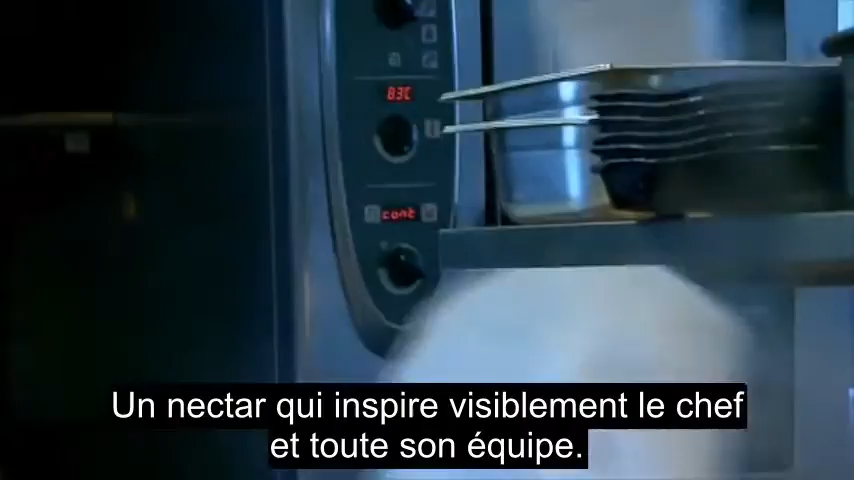 83C
cont
Un nectar qui inspire visiblement le chef
et toute son équipe.